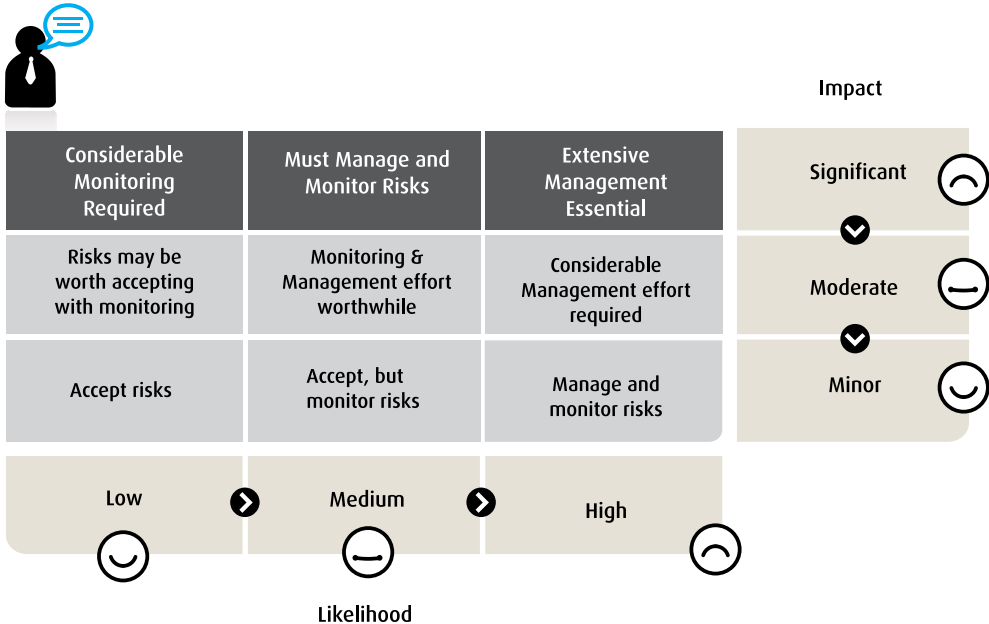 Impact
Considerable
Monitoring
Required
Must Manage and
Monitor Risks
Extensive
Management
Essential
Significant
Risks may be
worth accepting
with monitoring
Monitoring &
Management effort
worthwhile
Considerable
Management effort
required
Moderate
Accept risks
Accept, but
monitor risks
Manage and
monitor risks
Minor
Low
Medium
High
Likelihood